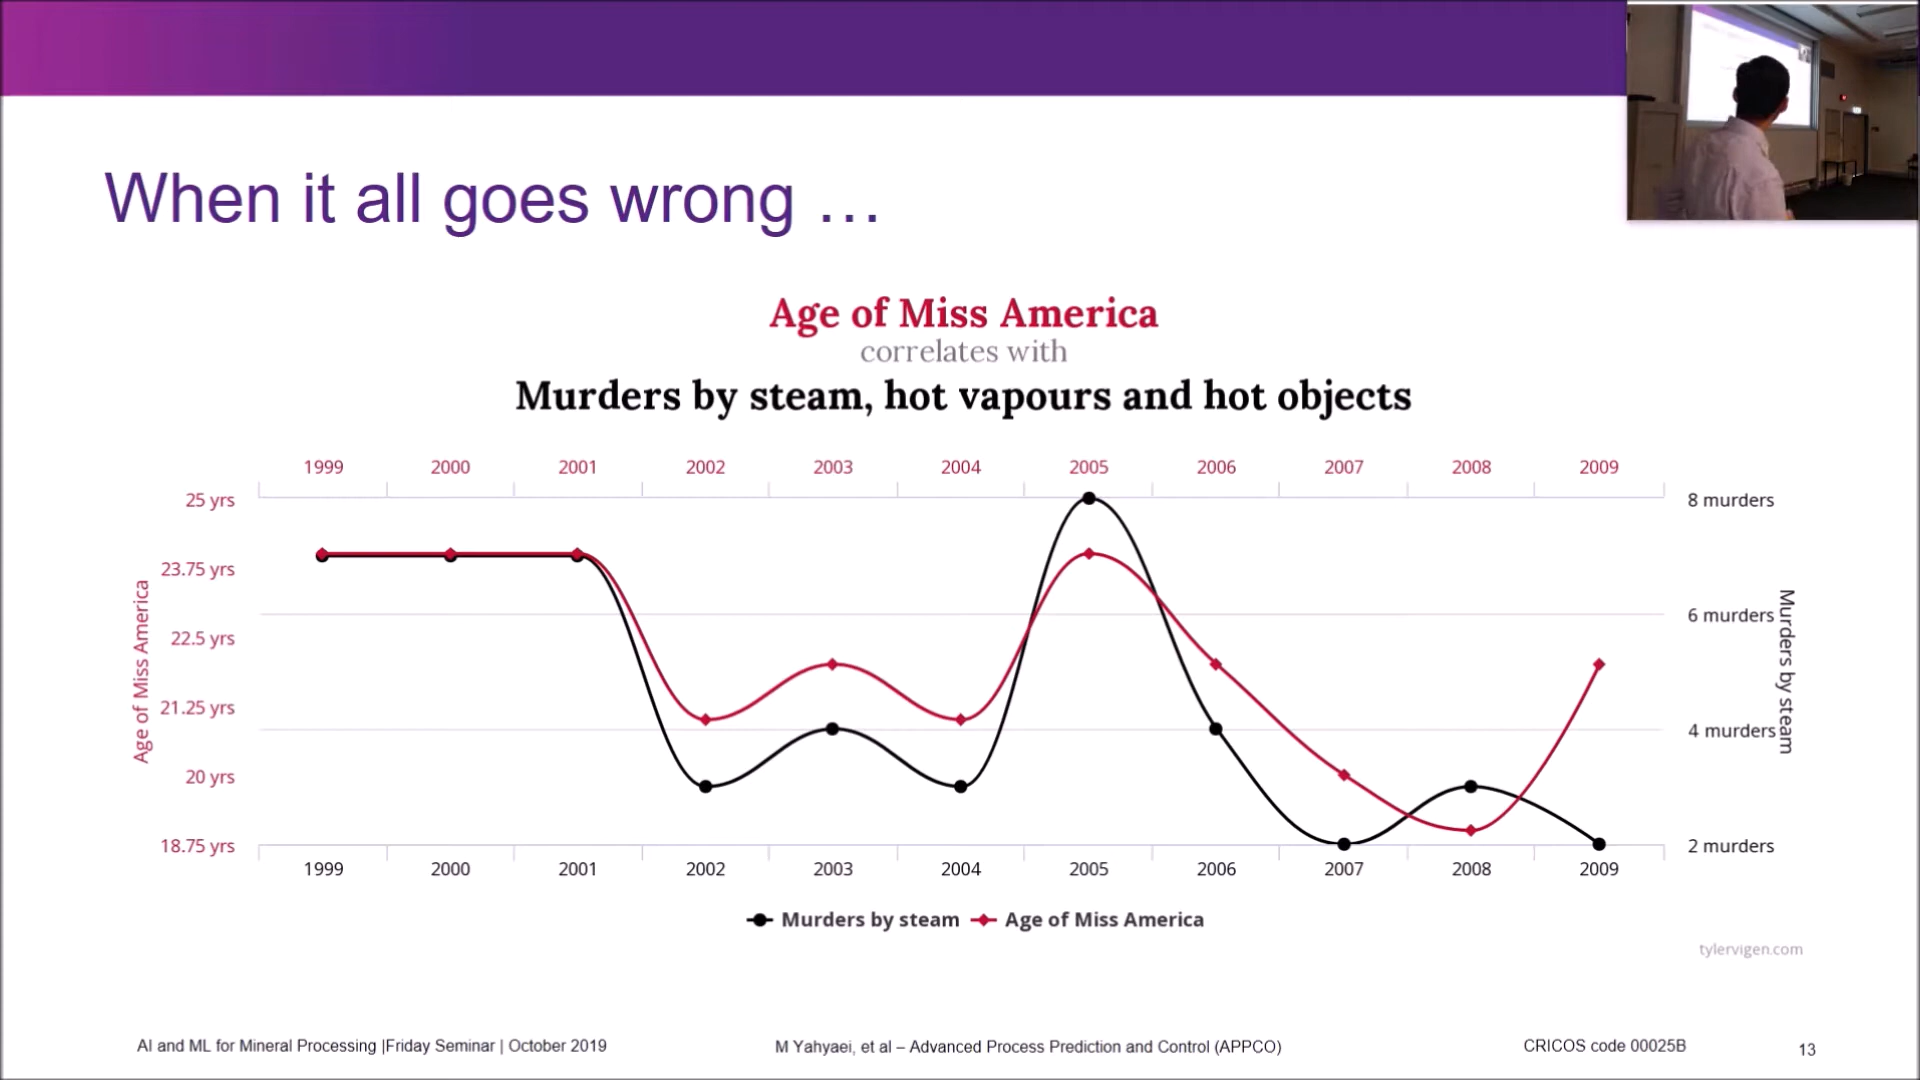 When it all goes wrong …
Age of Miss America
correlates with
Murders by steam, hot vapours and hot objects
1999 2000 2001 2002 2003 2004 2005 2006 2007 2008 2009
25 yrs
23.75 yrs
22.5 yrs
21.25 yrs
20 yrs
18.75 yrs
Age of Miss America
8 murders
6 murders
4 murders
2 murders
Murders by steam
1999 2000 2001 2002 2003 2004 2005 2006 2007 2008 2009
Murders by steam Age of Miss America
tylervigen.com
AI and ML for Mineral Processing |Friday Seminar | October 2019
M Yahyaei, et al – Advanced Process Prediction and Control (APPCO)
CRICOS code 00025B
13